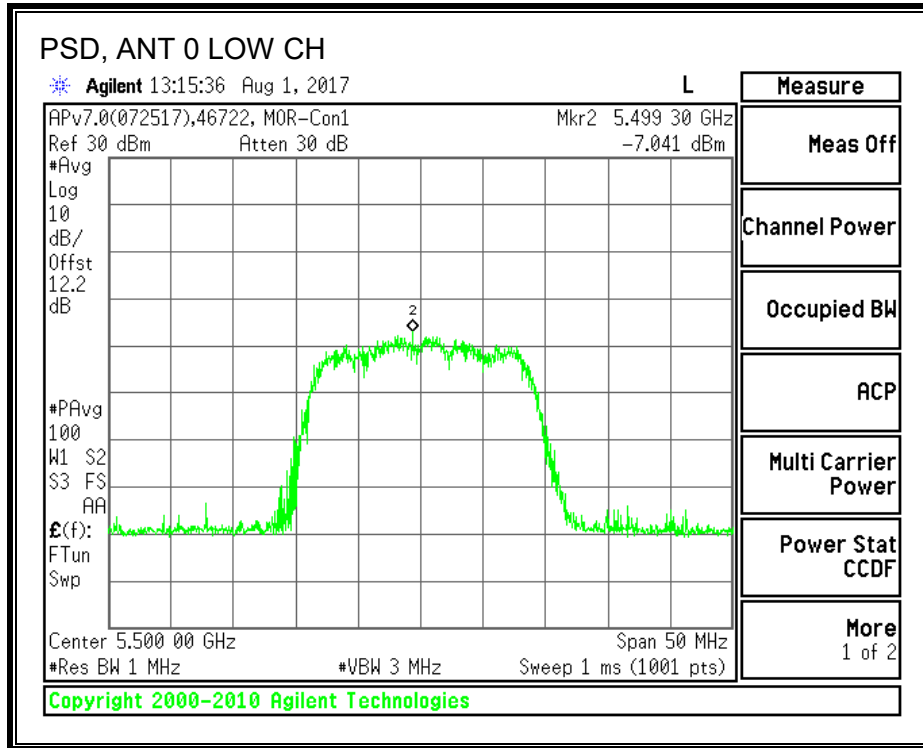 PSD, ANT 0 LOW CH
Agilent 13:15:36 Aug 1, 2017 L
Measure
APv7.0(072517),46722, MOR-Con1 Mkr2 5.499 30 GHz
Ref 30 dBm Atten 30 dB -7.041 dBm
#Avg
Log
10
dB/
Offst
12.2
dB
2
#PAvg
100
W1 S2
S3 FS
AA
£(f):
FTun
Swp
Center 5.500 00 GHz Span 50 MHz
#Res BW 1 MHz #VBW 3 MHz Sweep 1 ms (1001 pts)
Meas Off
Channel Power
Occupied BW
ACP
Multi Carrier
Power
Power Stat
CCDF
More
1 of 2
Copyright 2000-2010 Agilent Technologies